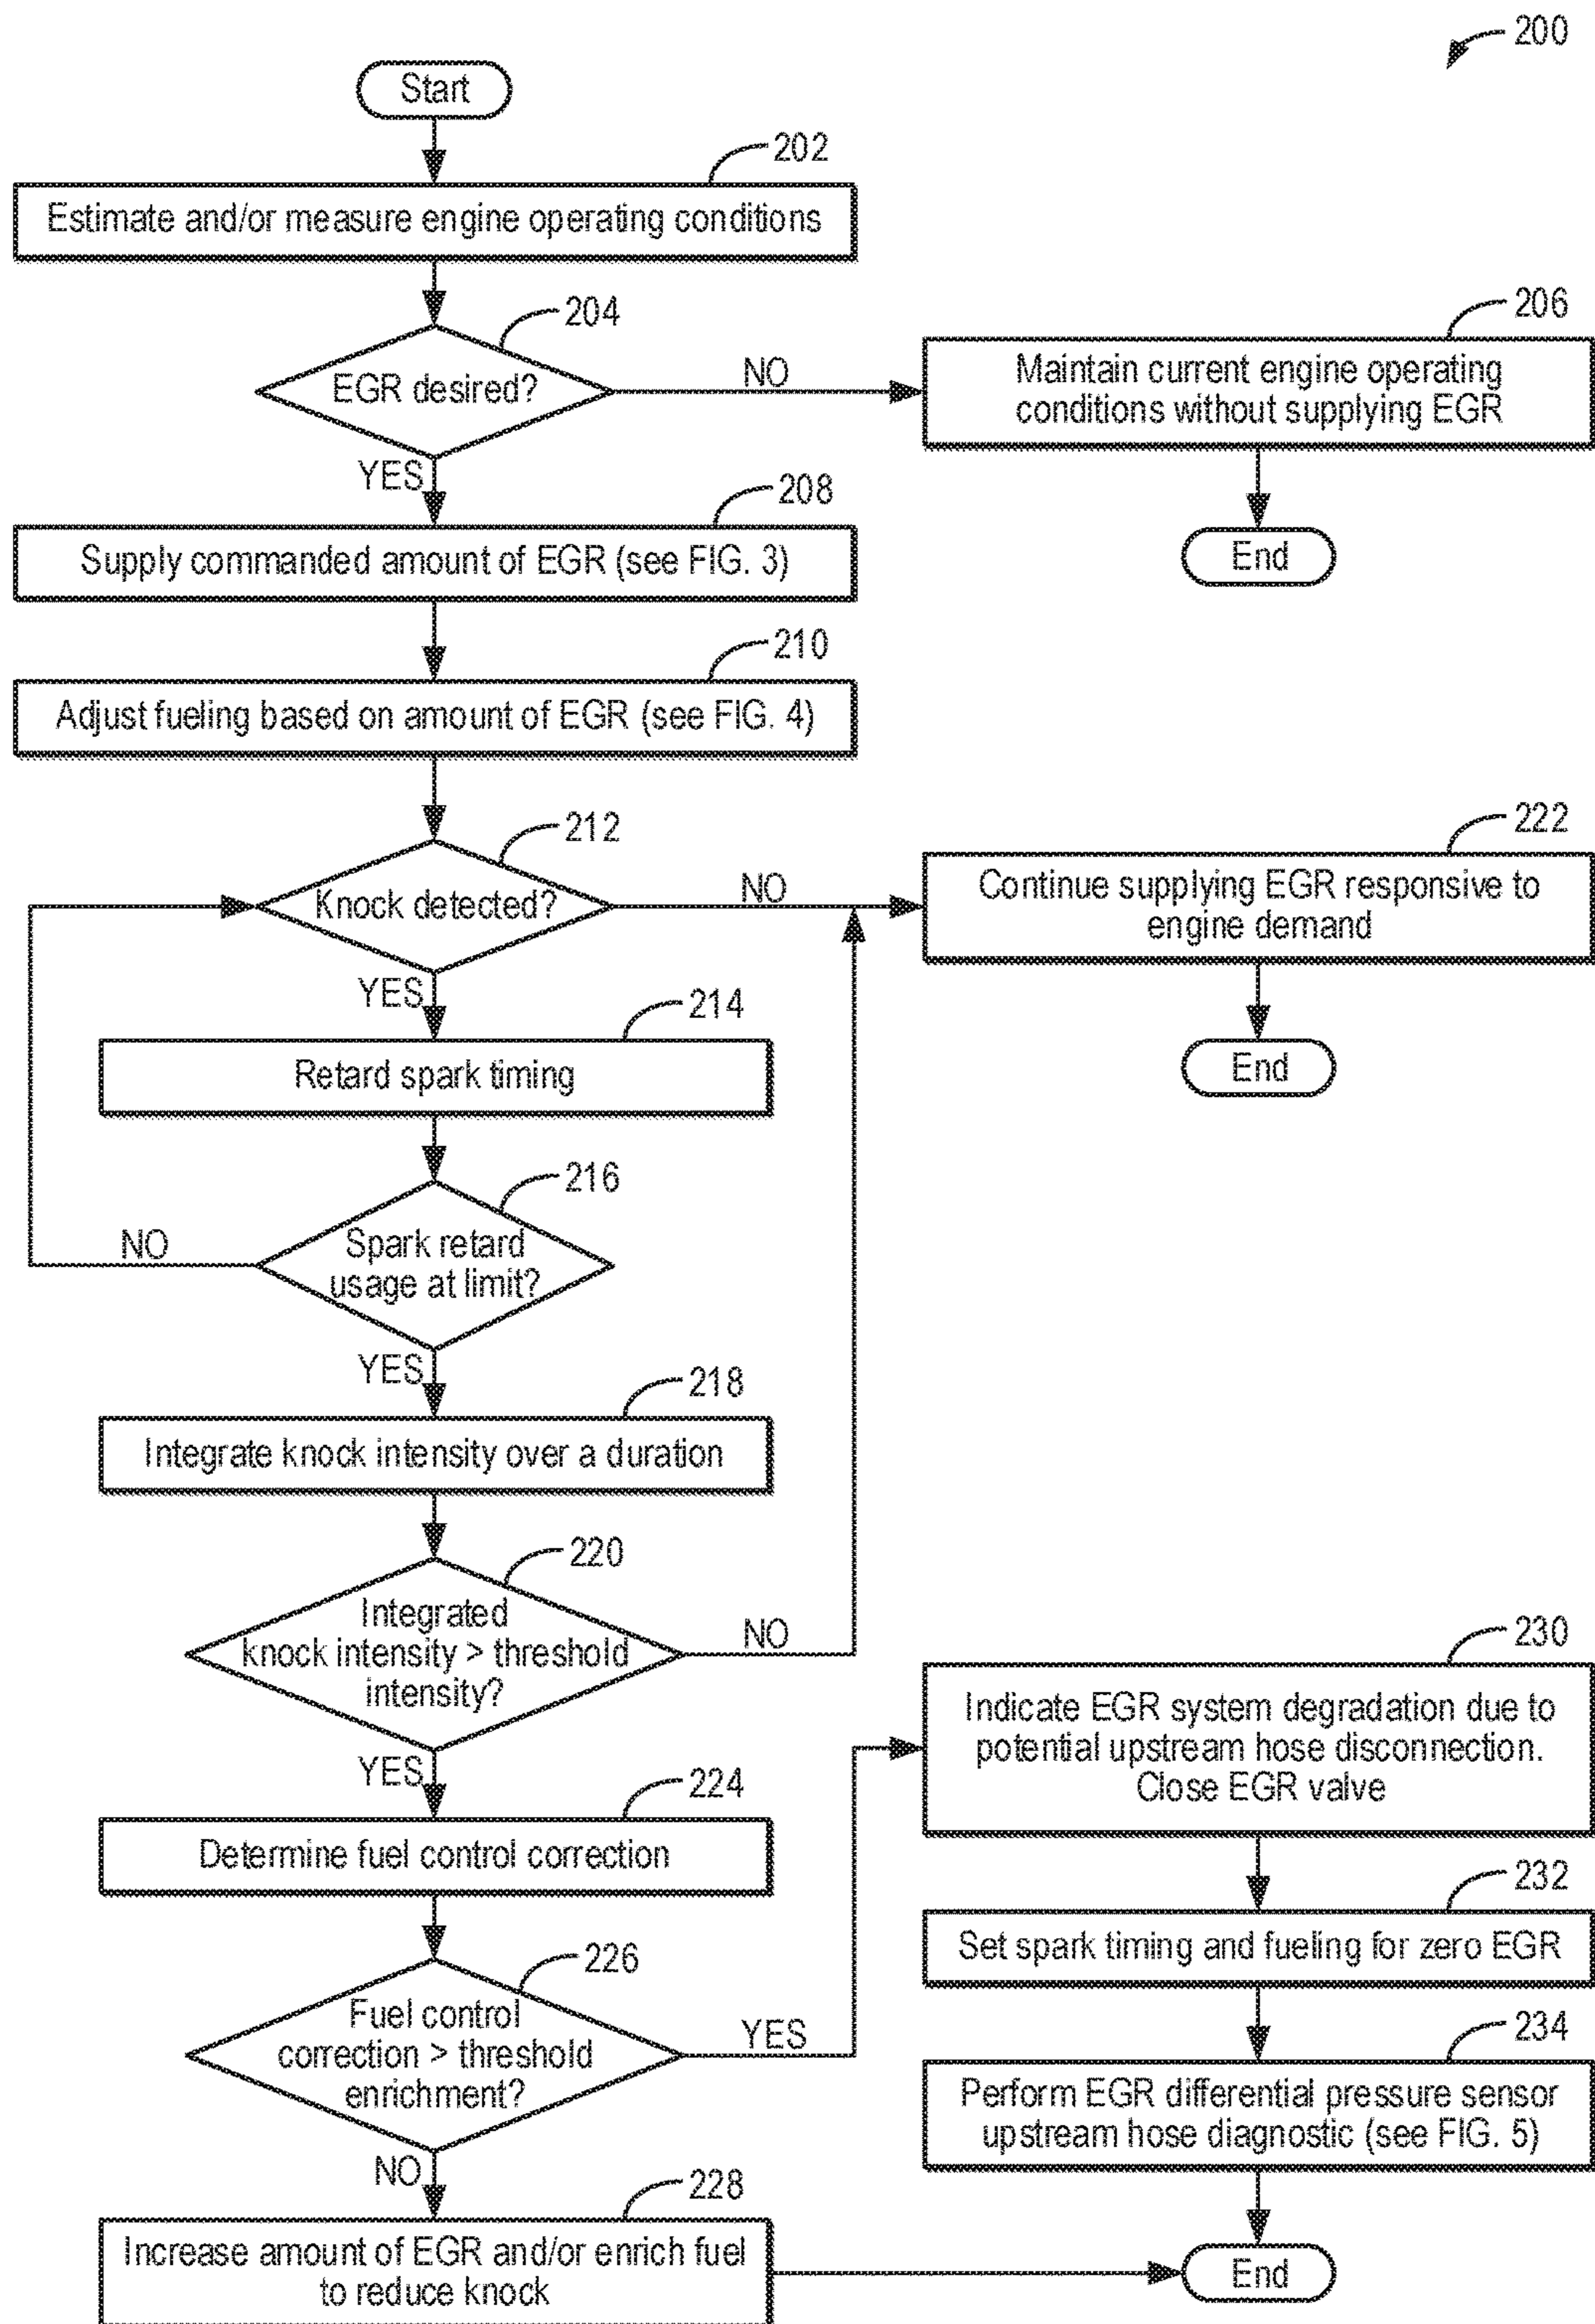 200
Start
202
Estimate and/or measure engine operating conditions
204
EGR desired?
NO
YES
206
Maintain current engine operating
conditions without supplying EGR
End
208
Supply commanded amount of EGR (see FIG. 3)
210
Adjust fueling based on amount of EGR (see FIG. 4)
212
Knock detected?
NO
YES
222
Continue supplying EGR responsive to
engine demand
End
214
Retard spark timing
216
Spark retard
usage at limit?
NO
YES
218
Integrate knock intensity over a duration
220
Integrated
knock intensity > threshold
intensity?
NO
YES
224
Determine fuel control correction
226
Fuel control
correction > threshold
enrichment?
YES
NO
228
Increase amount of EGR and/or enrich fuel
to reduce knock
230
Indicate EGR system degradation due to
potential upstream hose disconnection.
Close EGR valve
232
Set spark timing and fueling for zero EGR
234
Perform EGR differential pressure sensor
upstream hose diagnostic (see FIG. 5)
End